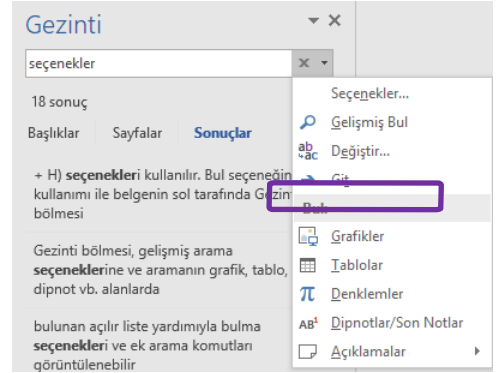 Gezinti
seçenekler
18 sonuç
Başlıklar Sayfalar Sonuçlar
+ H) seçenekleri kullanılır. Bul seçeneğin
kullanımı ile belgenin sol tarafında Gezin
bölmesi
Gezinti bölmesi, gelişmiş arama
seçeneklerine ve aramanın grafik, tablo,
dipnot vb. alanlarda
bulunan açılır liste yardımıyla bulma
seçenekleri ve ek arama komutları
görüntülenebilir
Seçenekler...
Gelişmiş Bul
Değiştir...
Git
Bul
Grafikler
Tablolar
Denklemler
Dipnotlar/Son Notlar
Açıklamalar